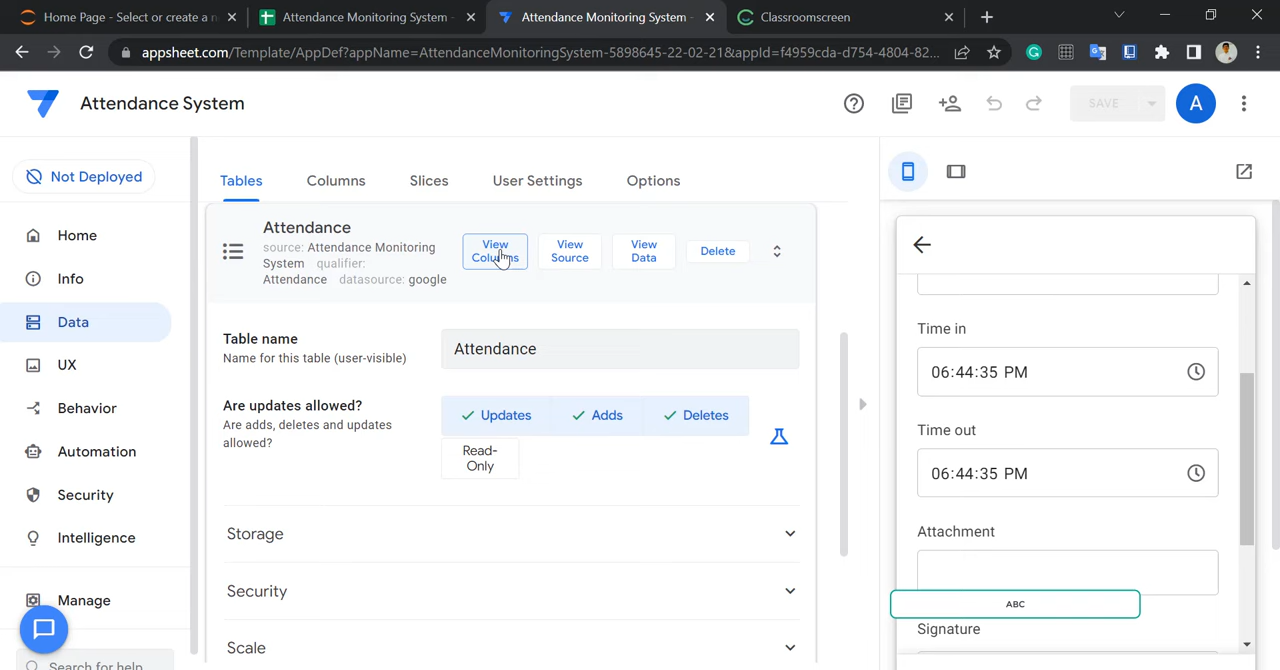 Home Page - Select or create a n
Attendance Monitoring System -
Attendance Monitoring System -
Classroomscreen
appsheet.com/Template/AppDef?appName=AttendanceMonitoringSystem-5898645-22-02-21&appId=f4959cda-d754-4804-82...
Attendance System
SAVE
A
Not Deployed
Tables
Columns
Slices
User Settings
Options
Home
Info
Data
UX
Behavior
Automation
Security
Intelligence
Manage
Search for help
Attendance
source: Attendance Monitoring
System qualifier:
Attendance datasource: google
View
Columns
View
Source
View
Data
Delete
Table name
Name for this table (user-visible)
Attendance
Are updates allowed?
Are adds, deletes and updates
allowed?
Updates
Adds
Deletes
Read-
Only
Storage
Security
Scale
Time in
06:44:35 PM
Time out
06:44:35 PM
Attachment
ABC
Signature